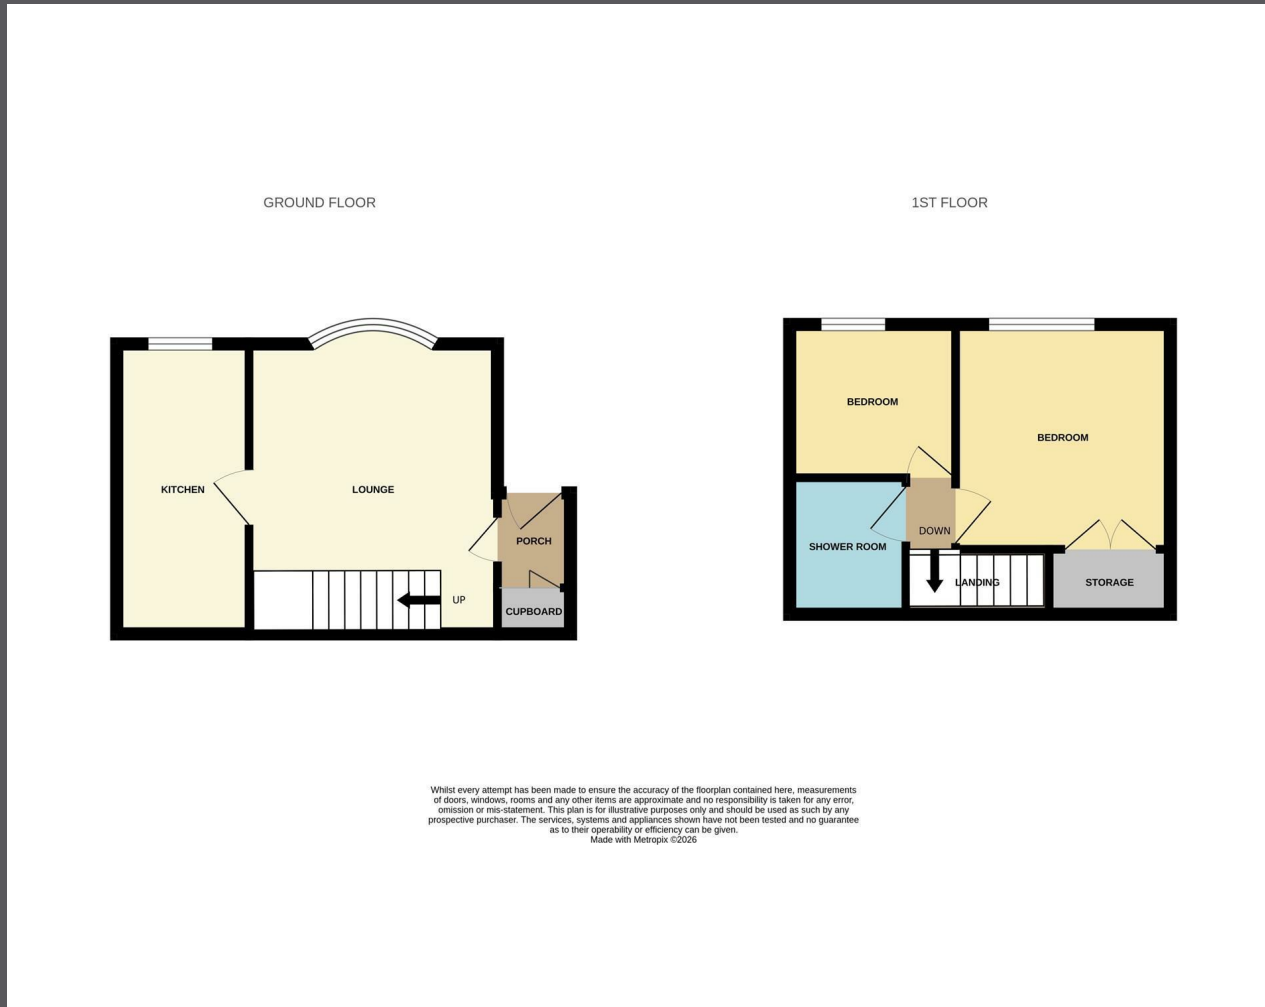 GROUND FLOOR
1ST FLOOR
KITCHEN
LOUNGE
PORCH
UP
CUPBOARD
BEDROOM
BEDROOM
DOWN
SHOWER ROOM
LANDING
STORAGE
Whilst every attempt has been made to ensure the accuracy of the floorplan contained here, measurements
of doors, windows, rooms and any other items are approximate and no responsibility is taken for any error,
omission or mis-statement. This plan is for illustrative purposes only and should be used as such by any
prospective purchaser. The services, systems and appliances shown have not been tested and no guarantee
as to their operability or efficiency can be given.
Made with Metropix ©2026